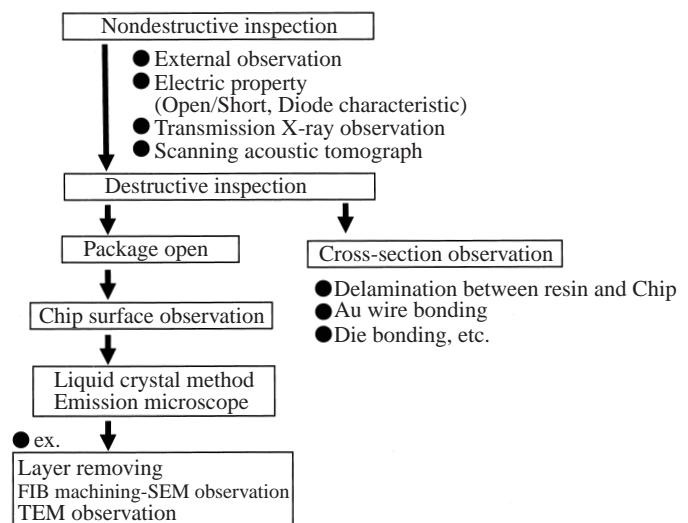 Nondestructive inspection
● External observation
● Electric property
(Open/Short, Diode characteristic)
● Transmission X-ray observation
● Scanning acoustic tomograph
Destructive inspection
Package open
Chip surface observation
Liquid crystal method
Emission microscope
● ex.
Layer removing
FIB machining-SEM observation
TEM observation
Cross-section observation
● Delamination between resin and Chip
● Au wire bonding
● Die bonding, etc.